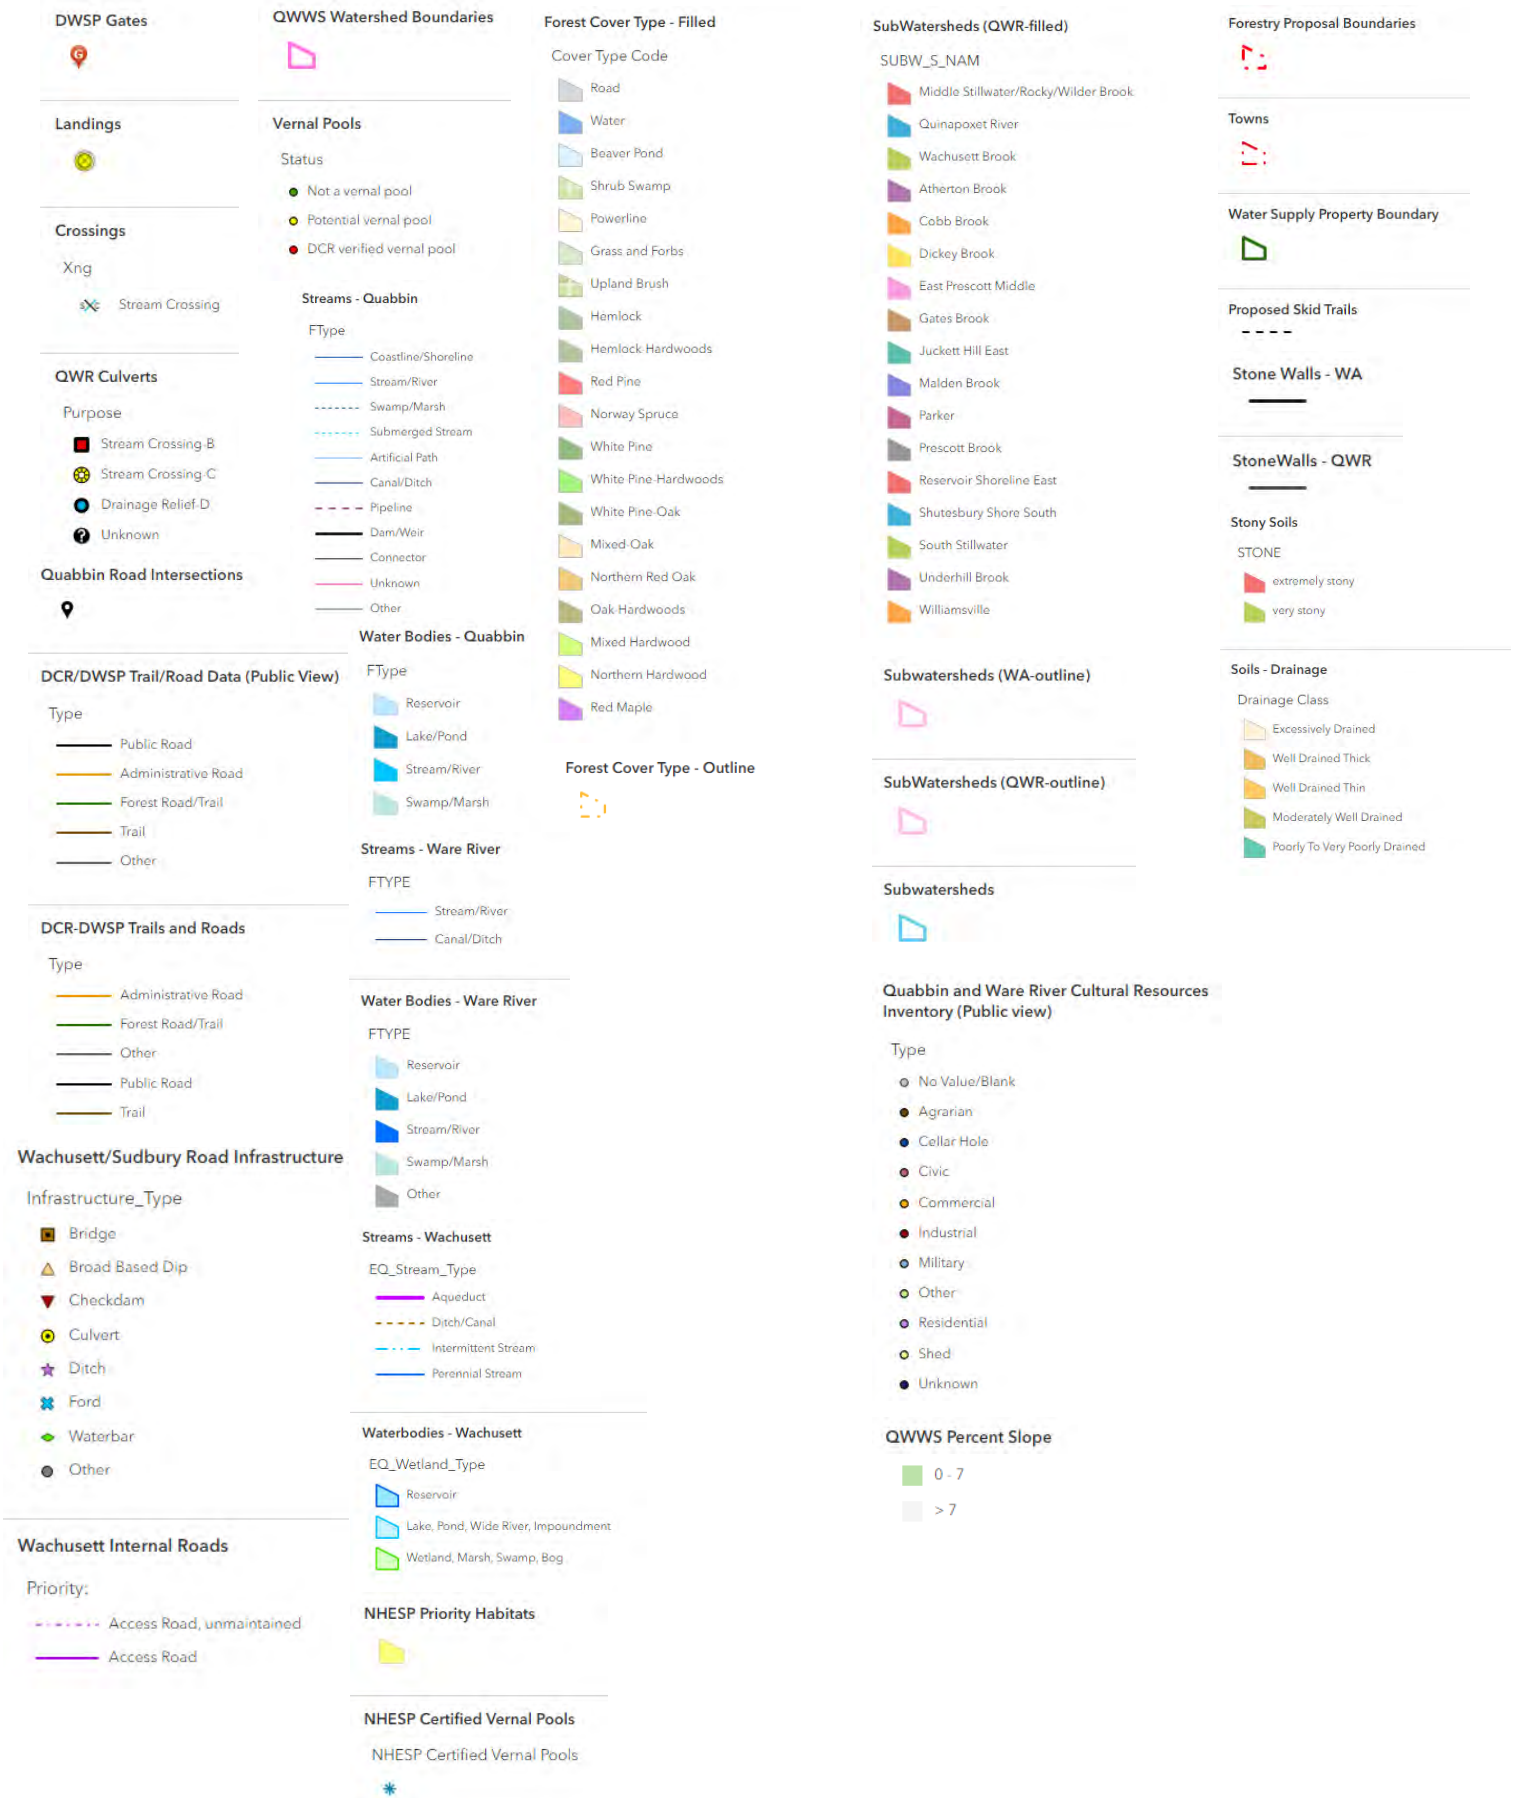 DWSP Gates
G
Landings
Crossings
Xng
Stream Crossing
QWR Culverts
Purpose
Stream Crossing-B
Stream Crossing-C
Drainage Relief-D
?
Unknown
Quabbin Road Intersections
DCR/DWSP Trail/Road Data (Public View)
Type
Public Road
Administrative Road
Forest Road/Trail
Trail
Other
DCR-DWSP Trails and Roads
Type
Administrative Road
Forest Road/Trail
Other
Public Road
Trail
Wachusett/Sudbury Road Infrastructure
Infrastructure_Type
Bridge
Broad Based Dip
Checkdam
Culvert
Ditch
Ford
Waterbar
Other
Wachusett Internal Roads
Priority:
Access Road, unmaintained
Access Road
QWWS Watershed Boundaries
Vernal Pools
Status
Not a vernal pool
Potential vernal pool
DCR verified vernal pool
Streams - Quabbin
FType
Coastline/Shoreline
Stream/River
Swamp/Marsh
Submerged Stream
Artificial Path
Canal/Ditch
Pipeline
Dam/Weir
Connector
Unknown
Other
Water Bodies - Quabbin
FType
Reservoir
Lake/Pond
Stream/River
Swamp/Marsh
Streams - Ware River
FTYPE
Stream/River
Canal/Ditch
Water Bodies - Ware River
FTYPE
Reservoir
Lake/Pond
Stream/River
Swamp/Marsh
Other
Streams - Wachusett
EQ_Stream_Type
Aqueduct
Ditch/Canal
Intermittent Stream
Perennial Stream
Waterbodies - Wachusett
EQ_Wetland_Type
Reservoir
Lake, Pond, Wide River, Impoundment
Wetland, Marsh, Swamp, Bog
NHESP Priority Habitats
NHESP Certified Vernal Pools
NHESP Certified Vernal Pools
Forest Cover Type - Filled
Cover Type Code
Road
Water
Beaver Pond
Shrub Swamp
Powerline
Grass and Forbs
Upland Brush
Hemlock
Hemlock-Hardwoods
Red Pine
Norway Spruce
White Pine
White Pine-Hardwoods
White Pine-Oak
Mixed-Oak
Northern Red Oak
Oak-Hardwoods
Mixed Hardwood
Northern Hardwood
Red Maple
Forest Cover Type - Outline
SubWatersheds (QWR-filled)
SUBW_S_NAM
Middle Stillwater/Rocky/Wilder Brook
Quinapoxet River
Wachusett Brook
Atherton Brook
Cobb Brook
Dickey Brook
East Prescott Middle
Gates Brook
Juckett Hill East
Malden Brook
Parker
Prescott Brook
Reservoir Shoreline East
Shutesbury Shore South
South Stillwater
Underhill Brook
Williamsville
Subwatersheds (WA-outline)
SubWatersheds (QWR-outline)
Subwatersheds
Quabbin and Ware River Cultural Resources
Inventory (Public view)
Type
No Value/Blank
Agrarian
Cellar Hole
Civic
Commercial
Industrial
Military
Other
Residential
Shed
Unknown
QWWS Percent Slope
0 - 7
> 7
Forestry Proposal Boundaries
Towns
Water Supply Property Boundary
Proposed Skid Trails
Stone Walls - WA
StoneWalls - QWR
Stony Soils
STONE
extremely stony
very stony
Soils - Drainage
Drainage Class
Excessively Drained
Well Drained Thick
Well Drained Thin
Moderately Well Drained
Poorly To Very Poorly Drained